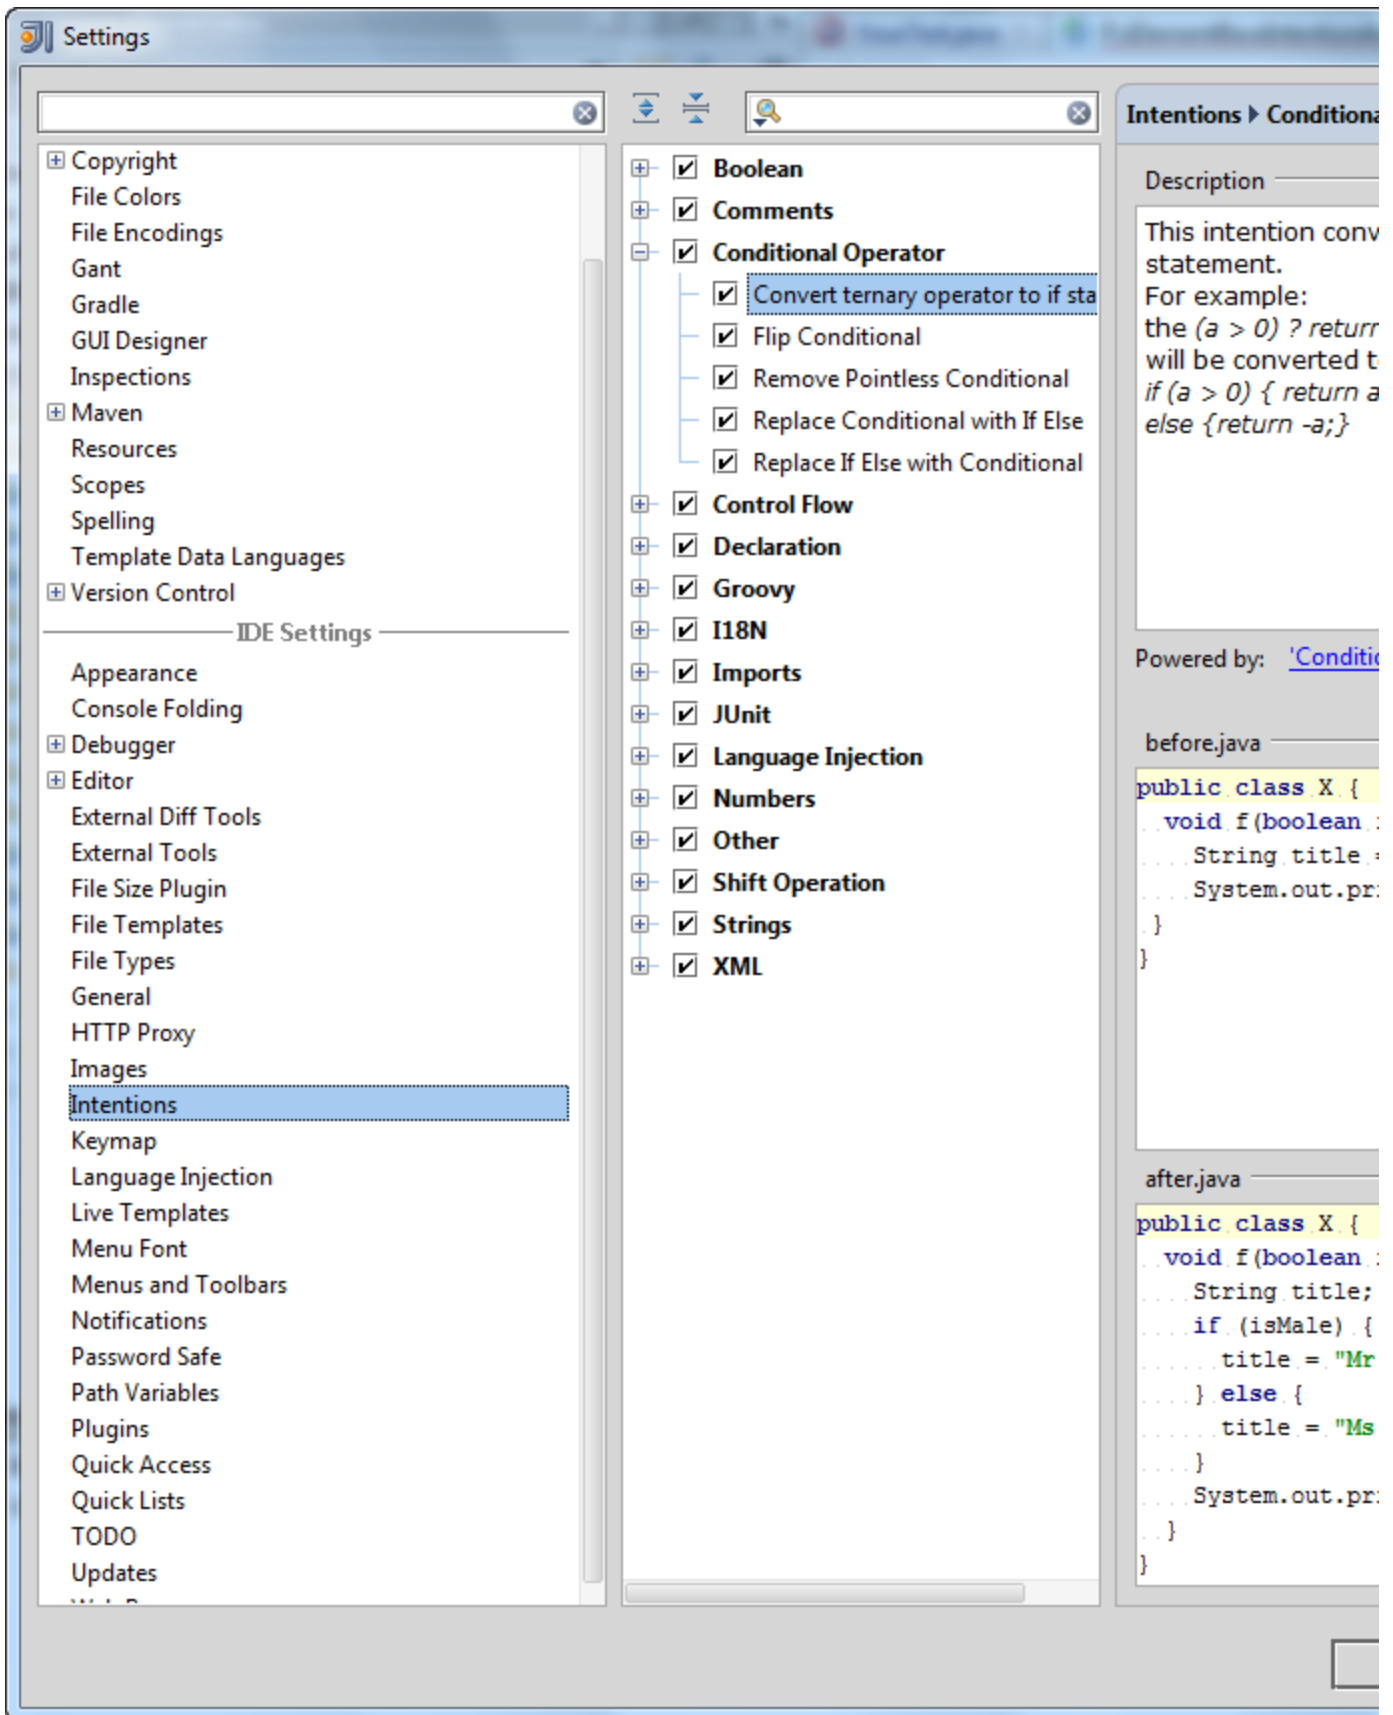 Settings
Copyright
File Colors
File Encodings
Gant
Gradle
GUI Designer
Inspections
Maven
Resources
Scopes
Spelling
Template Data Languages
Version Control
IDE Settings
Appearance
Console Folding
Debugger
Editor
External Diff Tools
External Tools
File Size Plugin
File Templates
File Types
General
HTTP Proxy
Images
Intentions
Keymap
Language Injection
Live Templates
Menu Font
Menus and Toolbars
Notifications
Password Safe
Path Variables
Plugins
Quick Access
Quick Lists
TODO
Updates
Boolean
Comments
Conditional Operator
Convert ternary operator to if sta
Flip Conditional
Remove Pointless Conditional
Replace Conditional with If Else
Replace If Else with Conditional
Control Flow
Declaration
Groovy
I18N
Imports
JUnit
Language Injection
Numbers
Other
Shift Operation
Strings
XML
Intentions Conditiona
Description
This intention conv
statement.
For example:
the (a > 0) ? return
will be converted t
if (a > 0) { return a
else {return -a;}
Powered by: 'Conditi
before.java
public class X {
void f(boolean
String title =
System.out.pr
}
}
after.java
public class X {
void f(boolean
String title;
if (isMale) {
title = "Mr
} else {
title = "Ms
}
System.out.pr
}
}